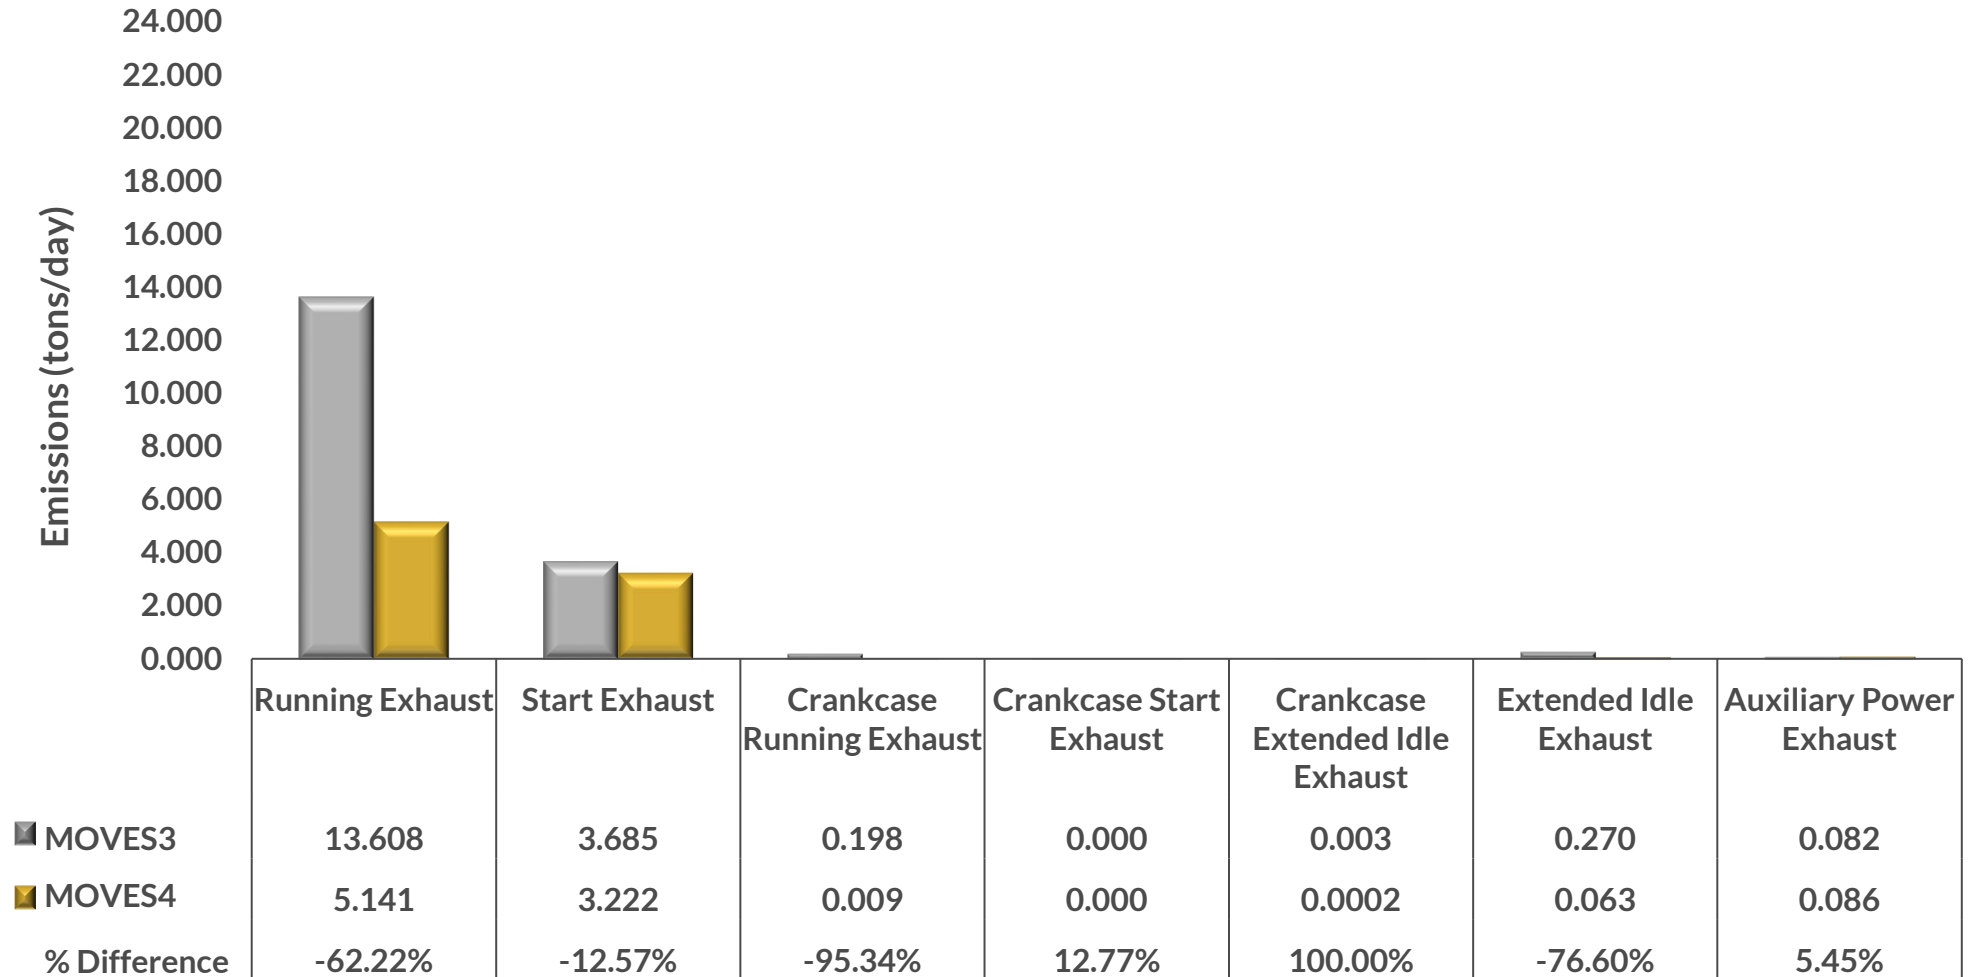 24.000
22.000
20.000
18.000
16.000
14.000
12.000
10.000
8.000
6.000
4.000
2.000
0.000
Emissions (tons/day)
Running Exhaust
Start Exhaust
Crankcase
Running Exhaust
Crankcase Start
Exhaust
Crankcase
Extended Idle
Exhaust
Extended Idle
Exhaust
Auxiliary Power
Exhaust
MOVES3 13.608 3.685 0.198 0.000 0.003 0.270 0.082
MOVES4 5.141 3.222 0.009 0.000 0.0002 0.063 0.086
% Difference -62.22% -12.57% -95.34% 12.77% 100.00% -76.60% 5.45%